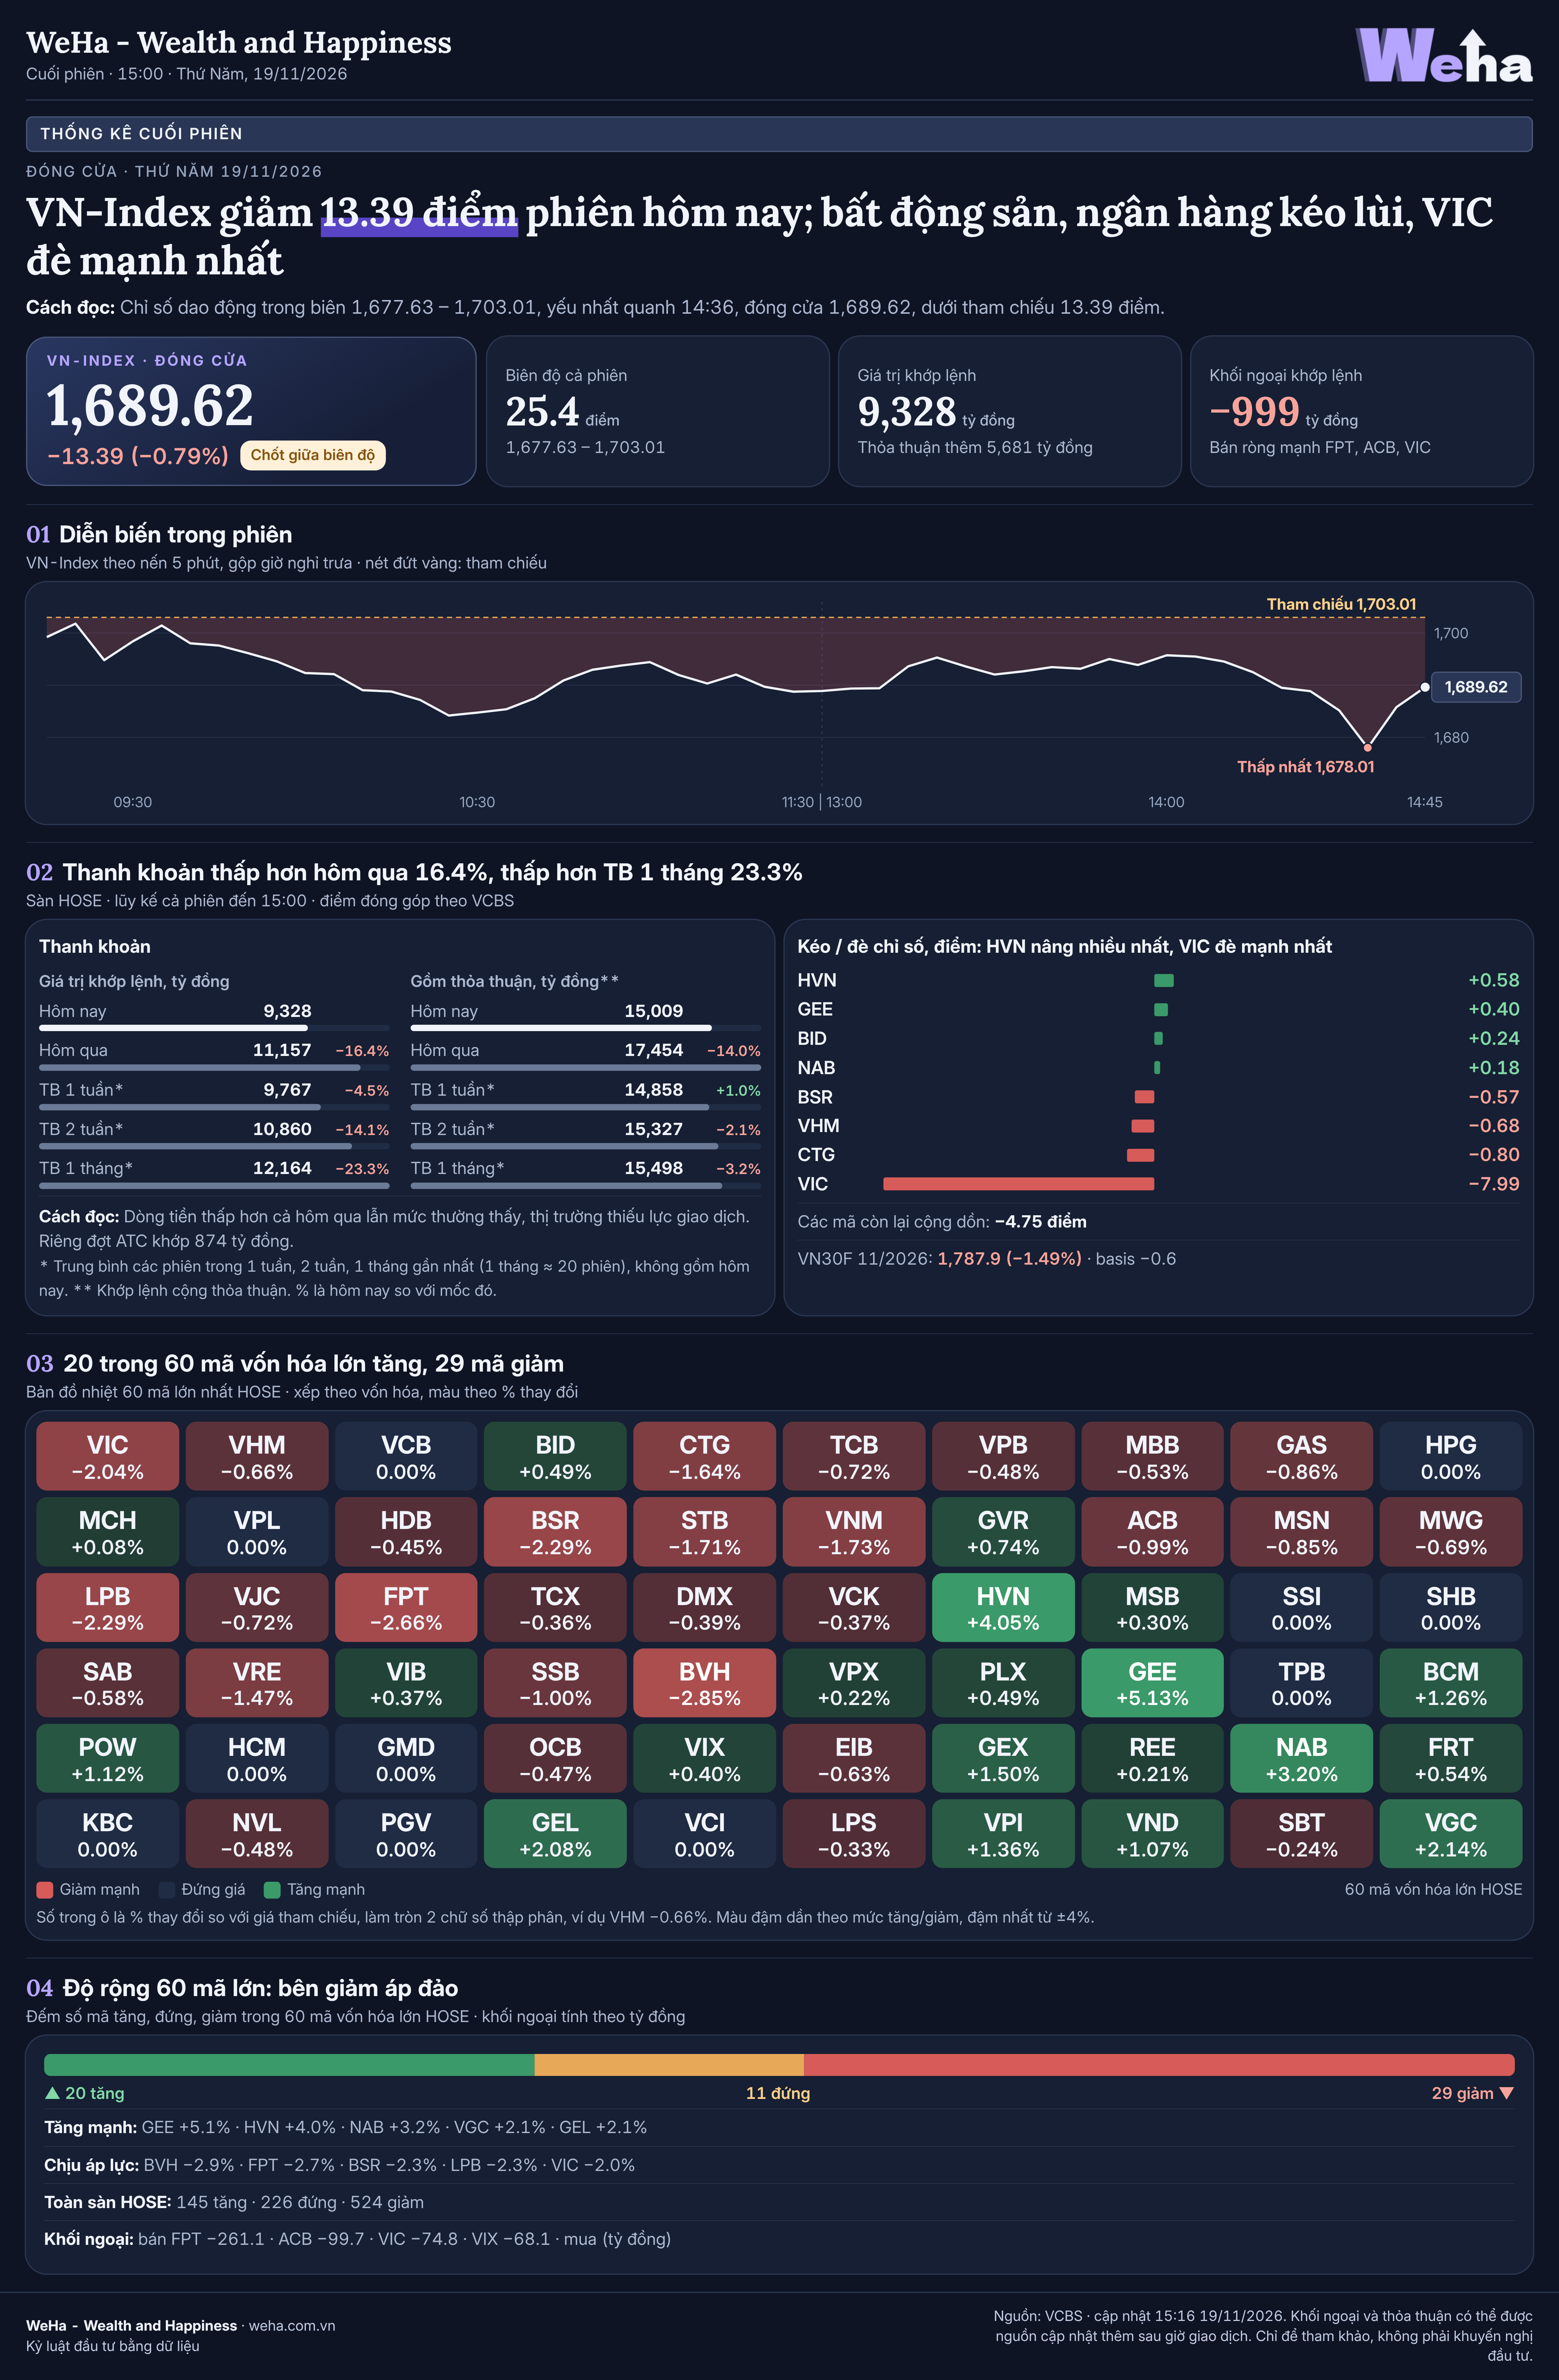 WeHa - Wealth and Happiness
Cuối phiên · 15:00 · Thứ Năm, 19/11/2026
Weha
THỐNG KÊ CUỐI PHIÊN
ĐÓNG CỬA · THỨ NĂM 19/11/2026
VN-Index giảm 13.39 điểm phiên hôm nay; bất động sản, ngân hàng kéo lùi, VIC
đè mạnh nhất
Cách đọc: Chỉ số dao động trong biên 1,677.63 – 1,703.01, yếu nhất quanh 14:36, đóng cửa 1,689.62, dưới tham chiếu 13.39 điểm.
VN-INDEX · ĐÓNG CỬA
1,689.62
−13.39 (−0.79%) Chốt giữa biên độ
Biên độ cả phiên
25.4 điểm
1,677.63 – 1,703.01
Giá trị khớp lệnh
9,328 tỷ đồng
Thỏa thuận thêm 5,681 tỷ đồng
Khối ngoại khớp lệnh
−999 tỷ đồng
Bán ròng mạnh FPT, ACB, VIC
01 Diễn biến trong phiên
VN-Index theo nến 5 phút, gộp giờ nghỉ trưa · nét đứt vàng: tham chiếu
Tham chiếu 1,703.01
1,700
1,689.62
1,680
Thấp nhất 1,678.01
09:30 10:30 11:30 | 13:00 14:00 14:45
02 Thanh khoản thấp hơn hôm qua 16.4%, thấp hơn TB 1 tháng 23.3%
Sàn HOSE · lũy kế cả phiên đến 15:00 · điểm đóng góp theo VCBS
Thanh khoản
Giá trị khớp lệnh, tỷ đồng
Hôm nay 9,328
Hôm qua 11,157 −16.4%
TB 1 tuần* 9,767 −4.5%
TB 2 tuần* 10,860 −14.1%
TB 1 tháng* 12,164 −23.3%
Gồm thỏa thuận, tỷ đồng**
Hôm nay 15,009
Hôm qua 17,454 −14.0%
TB 1 tuần* 14,858 +1.0%
TB 2 tuần* 15,327 −2.1%
TB 1 tháng* 15,498 −3.2%
Cách đọc: Dòng tiền thấp hơn cả hôm qua lẫn mức thường thấy, thị trường thiếu lực giao dịch.
Riêng đợt ATC khớp 874 tỷ đồng.
* Trung bình các phiên trong 1 tuần, 2 tuần, 1 tháng gần nhất (1 tháng ≈ 20 phiên), không gồm hôm
nay. ** Khớp lệnh cộng thỏa thuận. % là hôm nay so với mốc đó.
Kéo / đè chỉ số, điểm: HVN nâng nhiều nhất, VIC đè mạnh nhất
HVN +0.58
GEE +0.40
BID +0.24
NAB +0.18
BSR −0.57
VHM −0.68
CTG −0.80
VIC −7.99
Các mã còn lại cộng dồn: −4.75 điểm
VN30F 11/2026: 1,787.9 (−1.49%) · basis −0.6
03 20 trong 60 mã vốn hóa lớn tăng, 29 mã giảm
Bản đồ nhiệt 60 mã lớn nhất HOSE · xếp theo vốn hóa, màu theo % thay đổi
VIC VHM VCB BID CTG TCB VPB MBB GAS HPG
−2.04% −0.66% 0.00% +0.49% −1.64% −0.72% −0.48% −0.53% −0.86% 0.00%
MCH VPL HDB BSR STB VNM GVR ACB MSN MWG
+0.08% 0.00% −0.45% −2.29% −1.71% −1.73% +0.74% −0.99% −0.85% −0.69%
LPB VJC FPT TCX DMX VCK HVN MSB SSI SHB
−2.29% −0.72% −2.66% −0.36% −0.39% −0.37% +4.05% +0.30% 0.00% 0.00%
SAB VRE VIB SSB BVH VPX PLX GEE TPB BCM
−0.58% −1.47% +0.37% −1.00% −2.85% +0.22% +0.49% +5.13% 0.00% +1.26%
POW HCM GMD OCB VIX EIB GEX REE NAB FRT
+1.12% 0.00% 0.00% −0.47% +0.40% −0.63% +1.50% +0.21% +3.20% +0.54%
KBC NVL PGV GEL VCI LPS VPI VND SBT VGC
0.00% −0.48% 0.00% +2.08% 0.00% −0.33% +1.36% +1.07% −0.24% +2.14%
Giảm mạnh Đứng giá Tăng mạnh 60 mã vốn hóa lớn HOSE
Số trong ô là % thay đổi so với giá tham chiếu, làm tròn 2 chữ số thập phân, ví dụ VHM −0.66%. Màu đậm dần theo mức tăng/giảm, đậm nhất từ ±4%.
04 Độ rộng 60 mã lớn: bên giảm áp đảo
Đếm số mã tăng, đứng, giảm trong 60 mã vốn hóa lớn HOSE · khối ngoại tính theo tỷ đồng
▲ 20 tăng 11 đứng 29 giảm ▼
Tăng mạnh: GEE +5.1% · HVN +4.0% · NAB +3.2% · VGC +2.1% · GEL +2.1%
Chịu áp lực: BVH −2.9% · FPT −2.7% · BSR −2.3% · LPB −2.3% · VIC −2.0%
Toàn sàn HOSE: 145 tăng · 226 đứng · 524 giảm
Khối ngoại: bán FPT −261.1 · ACB −99.7 · VIC −74.8 · VIX −68.1 · mua (tỷ đồng)
WeHa - Wealth and Happiness · weha.com.vn
Kỷ luật đầu tư bằng dữ liệu
Nguồn: VCBS · cập nhật 15:16 19/11/2026. Khối ngoại và thỏa thuận có thể được
nguồn cập nhật thêm sau giờ giao dịch. Chỉ để tham khảo, không phải khuyến nghị
đầu tư.